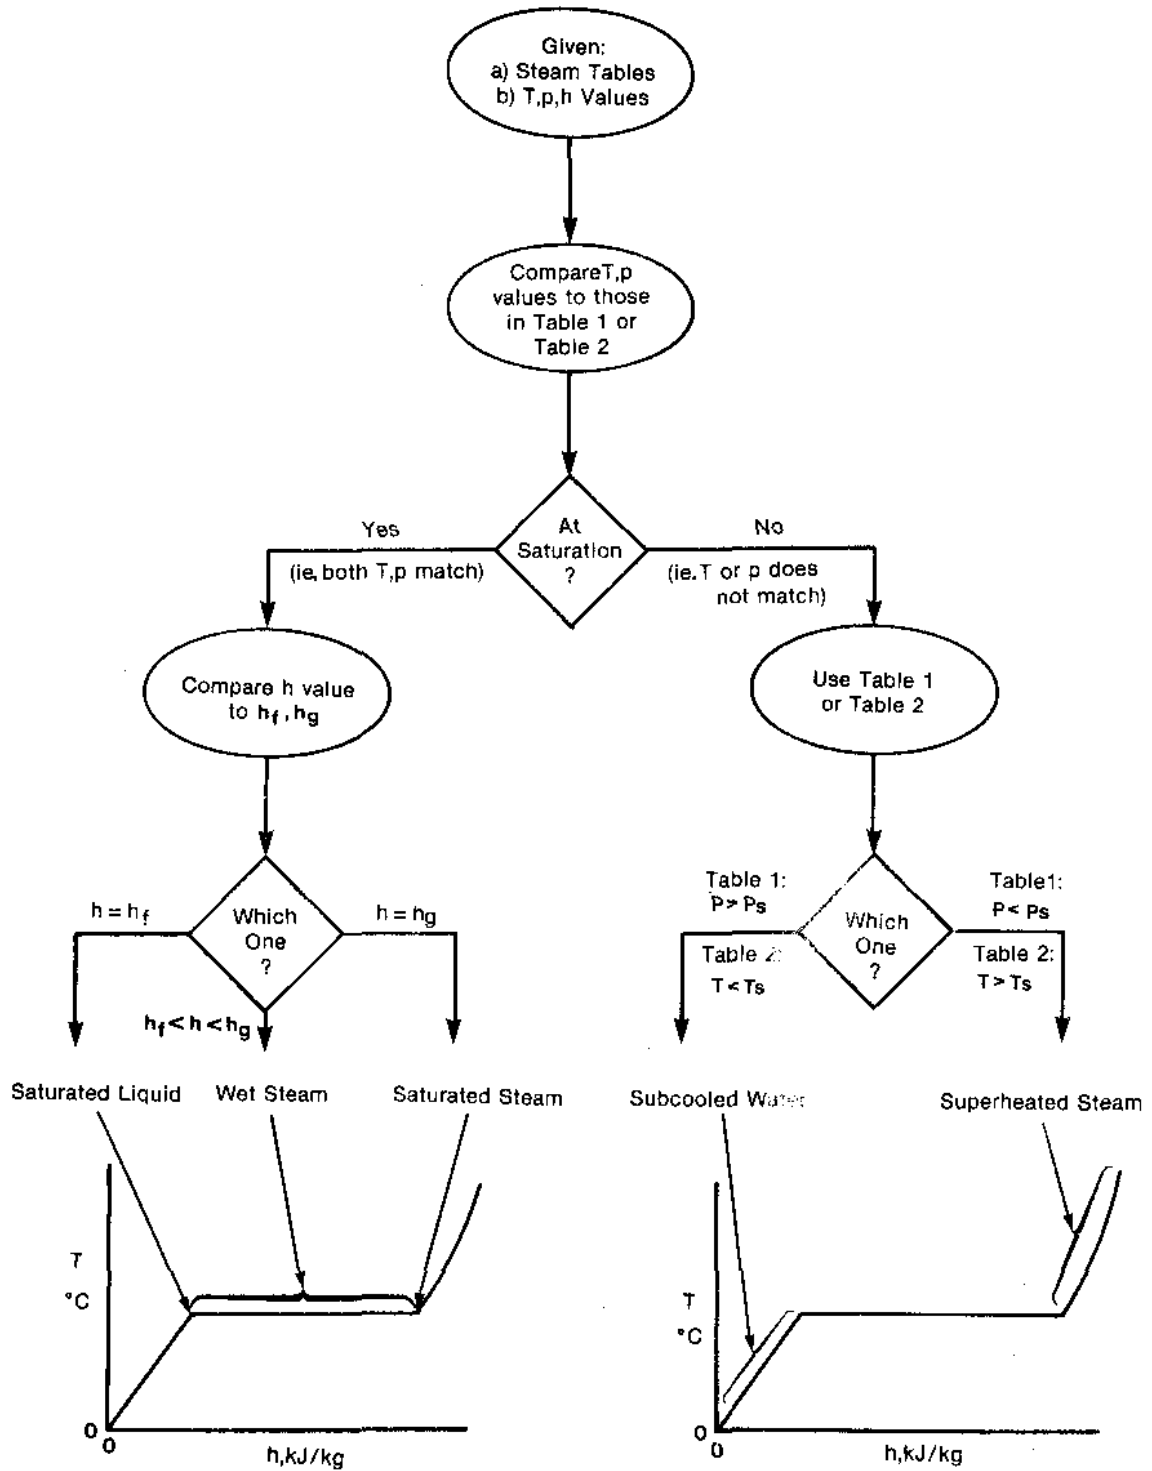 Given:
a) Steam Tables
b) T,p,h Values
CompareT,p
values to those
in Table 1 or
Table 2
At
Saturation
?
Yes
(ie. both T,p match)
No
(ie. T or p does
not match)
Compare h value
to hf, hg
Use Table 1
or Table 2
Which
One
?
h = hf
hf < h < hg
h = hg
Which
One
?
Table 1:
P > Ps
Table 2:
T < Ts
Table1:
P < Ps
Table 2:
T > Ts
Saturated Liquid
Wet Steam
Saturated Steam
Subcooled Water
Superheated Steam
T
°C
0
0
h,kJ/kg
T
°C
0
0
h,kJ/kg